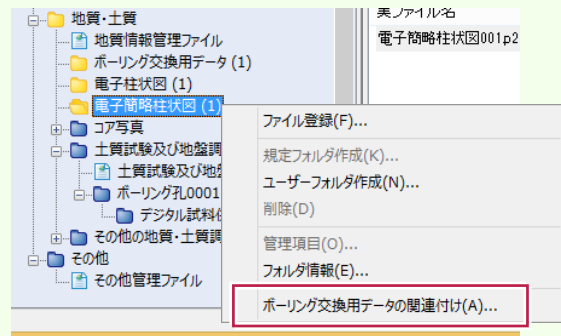 地質・土質
地質情報管理ファイル
ボーリング交換用データ (1)
電子柱状図 (1)
電子簡略柱状図 (1)
コア写真
土質試験及び地盤調
土質試験及び地
ボーリング孔0001
デジタル試料
その他の地質・土質調
その他
その他管理ファイル
実ファイル名
電子簡略柱状図001.p2
ファイル登録(F)...
規定フォルダ作成(K)...
ユーザーフォルダ作成(N)...
削除(D)
管理項目(O)...
フォルダ情報(E)...
ボーリング交換用データの関連付け(A)...